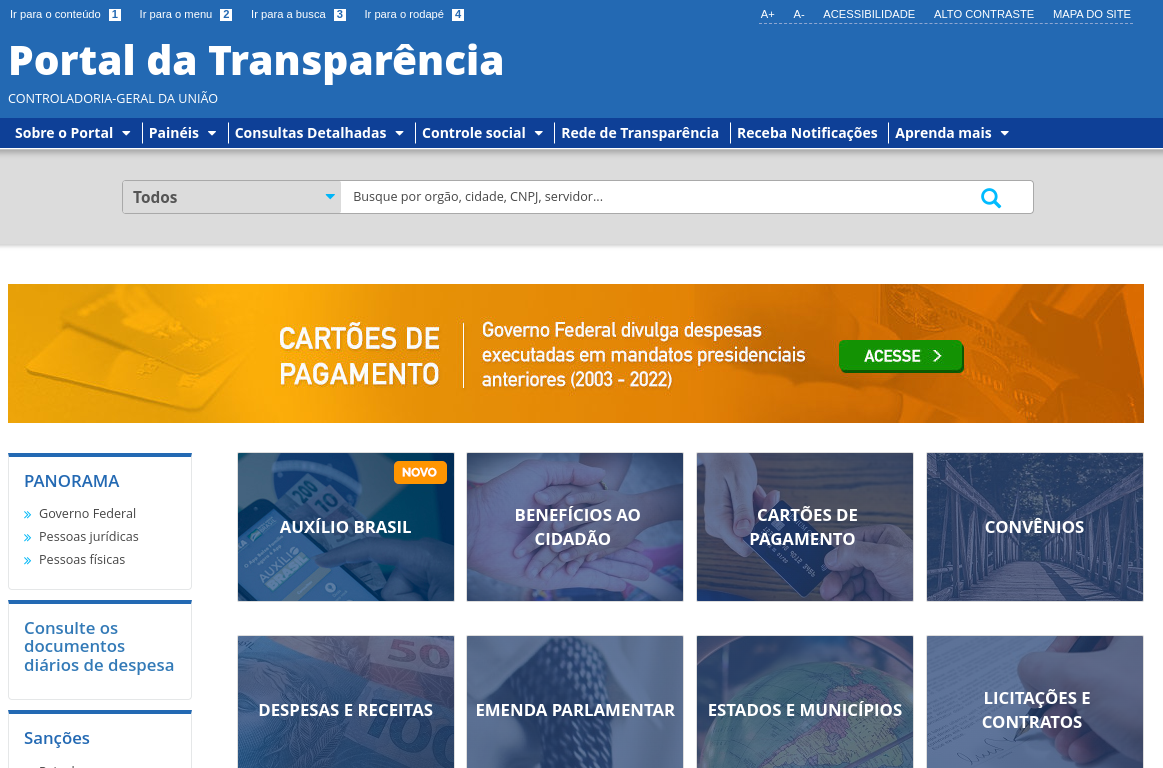 Ir para o conteúdo 1 Ir para o menu 2 Ir para a busca 3 Ir para o rodapé 4 A+ A- ACESSIBILIDADE ALTO CONTRASTE MAPA DO SITE
Portal da Transparência
CONTROLADORIA-GERAL DA UNIÃO
Sobre o Portal Painéis Consultas Detalhadas Controle social Rede de Transparência Receba Notificações Aprenda mais
Todos Busque por orgão, cidade, CNPJ, servidor...
CARTÕES DE
PAGAMENTO
Governo Federal divulga despesas
executadas em mandatos presidenciais
anteriores (2003 - 2022)
ACESSE
PANORAMA
Governo Federal
Pessoas jurídicas
Pessoas físicas
Consulte os
documentos
diários de despesa
Sanções
NOVO
200
AUXÍLIO
BRASIL
AUXÍLIO BRASIL
BENEFÍCIOS AO
CIDADÃO
CARTÕES DE
PAGAMENTO
CONVÊNIOS
50
100
DESPESAS E RECEITAS
EMENDA PARLAMENTAR
ESTADOS E MUNICÍPIOS
LICITAÇÕES E
CONTRATOS